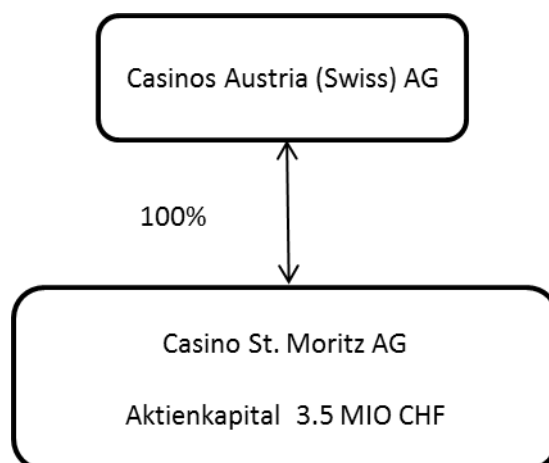 Casinos Austria (Swiss) AG
100%
Casino St. Moritz AG
Aktienkapital 3.5 MIO CHF